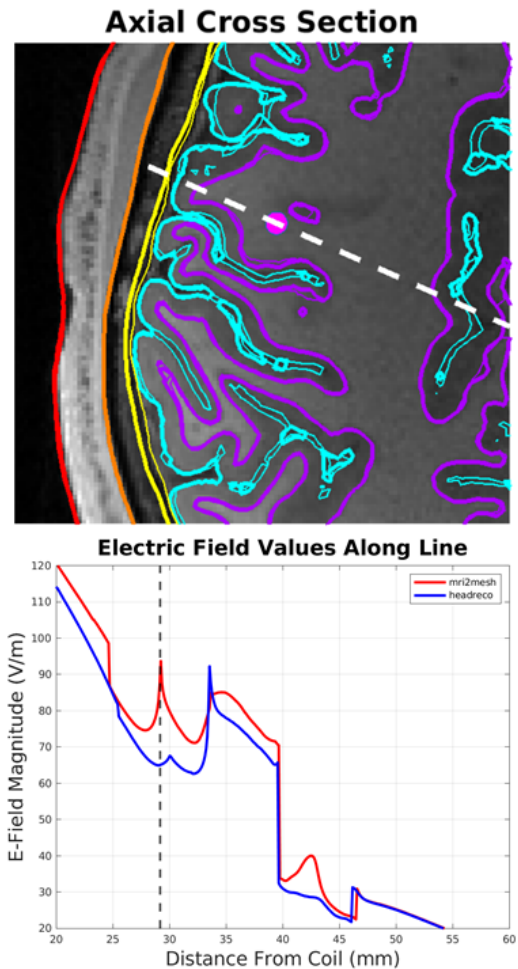 Axial Cross Section
Electric Field Values Along Line
E-Field Magnitude (V/m)
120
110
100
90
80
70
60
50
40
30
20
mri2mesh
headreco
20 25 30 35 40 45 50 55 60
Distance From Coil (mm)